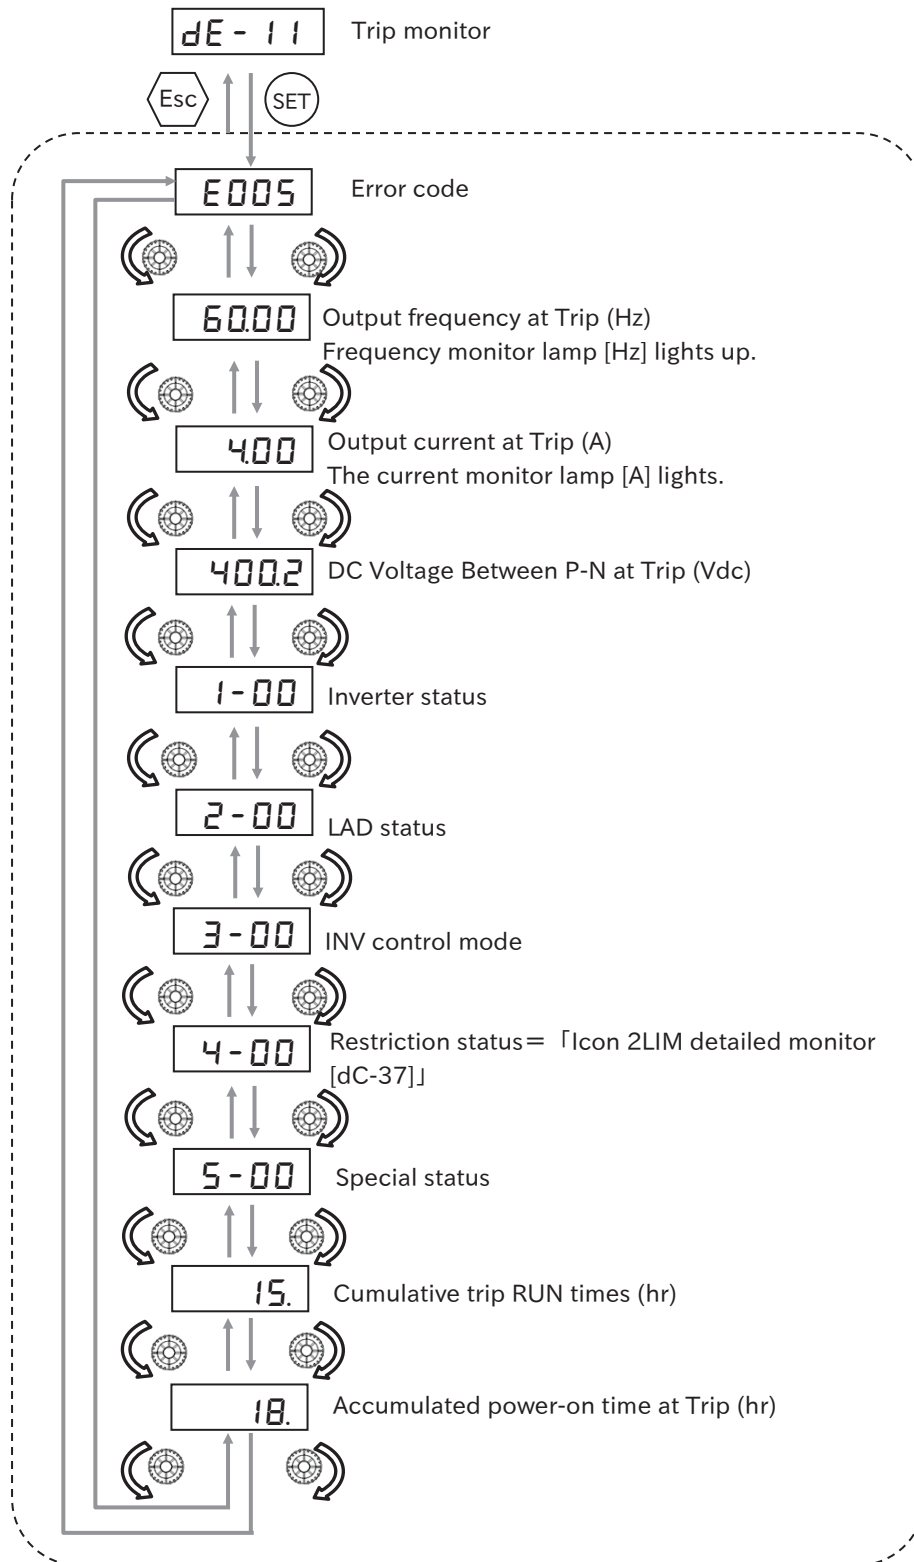 dE-11 Trip monitor
Esc SET
E005 Error code
60.00 Output frequency at Trip (Hz)
Frequency monitor lamp [Hz] lights up.
4.00 Output current at Trip (A)
The current monitor lamp [A] lights.
400.2 DC Voltage Between P-N at Trip (Vdc)
1-00 Inverter status
2-00 LAD status
3-00 INV control mode
4-00 Restriction status＝「Icon 2LIM detailed monitor
[dC-37]」
5-00 Special status
15. Cumulative trip RUN times (hr)
18. Accumulated power-on time at Trip (hr)